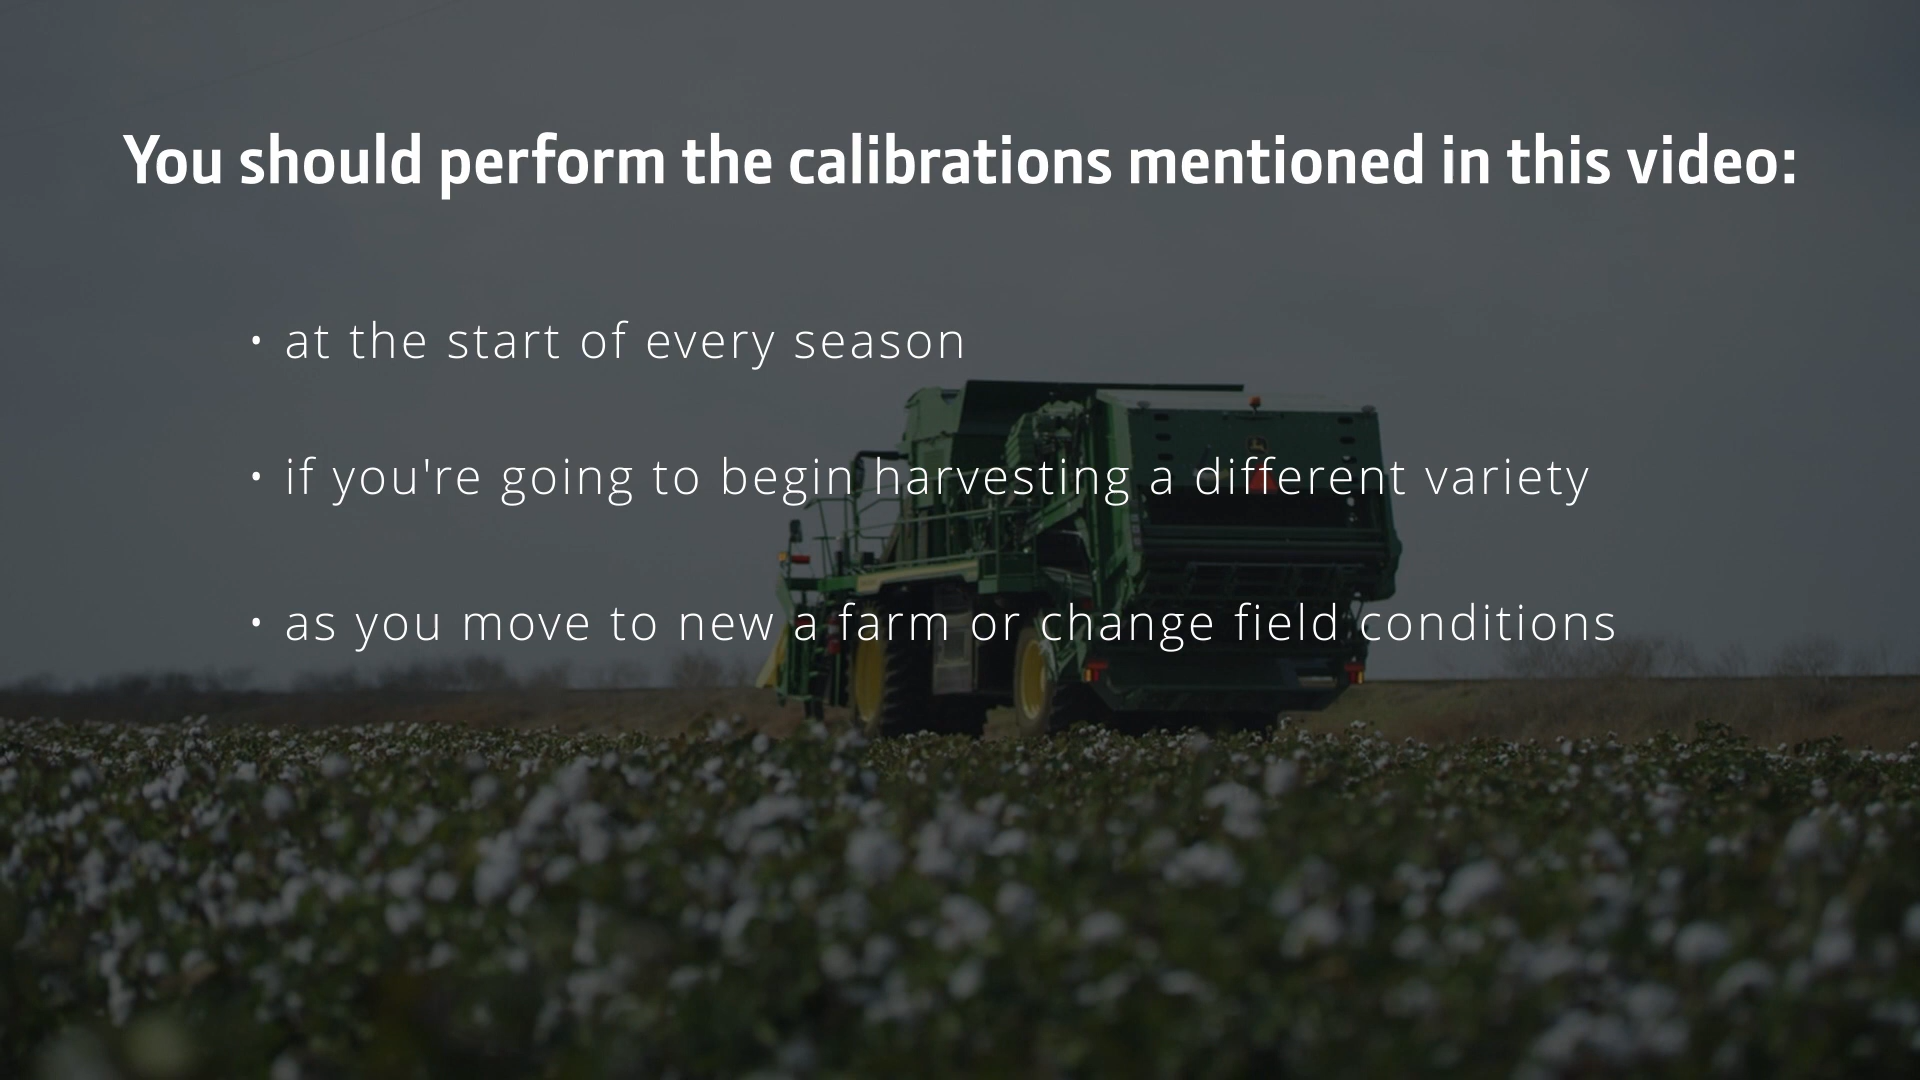 You should perform the calibrations mentioned in this video:
• at the start of every season
• if you're going to begin harvesting a different variety
• as you move to new a farm or change field conditions